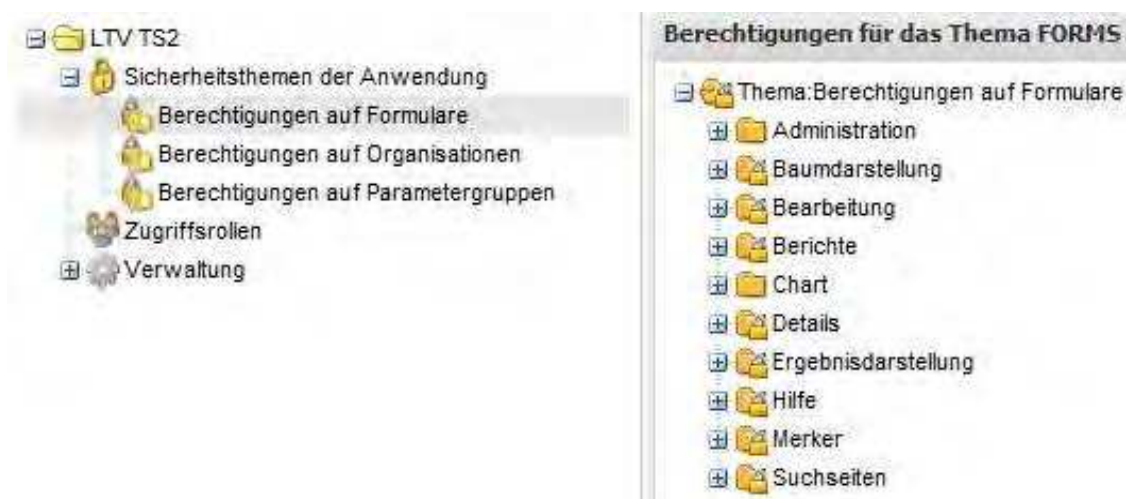 LTV TS2
Sicherheitsthemen der Anwendung
Berechtigungen auf Formulare
Berechtigungen auf Organisationen
Berechtigungen auf Parametergruppen
Zugriffsrollen
Verwaltung
Berechtigungen für das Thema FORMS
Thema:Berechtigungen auf Formulare
Administration
Baumdarstellung
Bearbeitung
Berichte
Chart
Details
Ergebnisdarstellung
Hilfe
Merker
Suchseiten